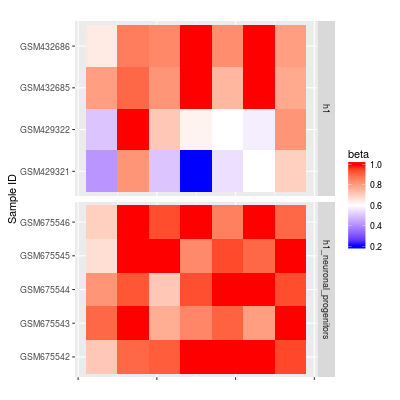 GSM432686
GSM432685
GSM429322
GSM429321
h1
GSM675546
GSM675545
GSM675544
GSM675543
GSM675542
h1_neuronal_progenitors
Sample ID
beta
1.0
0.8
0.6
0.4
0.2